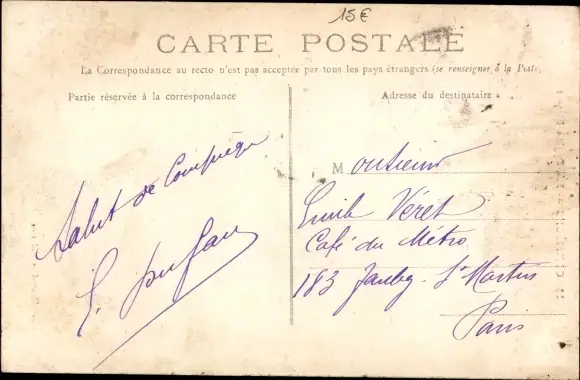 15€
CARTE POSTALE
La Correspondance au recto n'est pas acceptée par tous les pays étrangers (se renseigner à la Poste)
Partie réservée à la correspondance
Adresse du destinataire
Salut de Compiègne
Monsieur
Emile Véret
Café du Métro
183 Faubg. St Martin
Paris